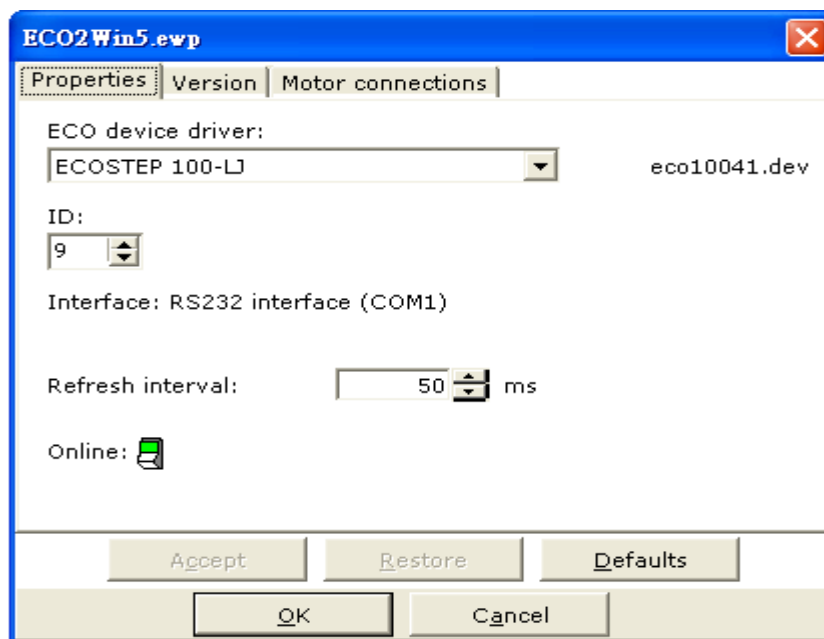 ECO2Win5.ewp
Properties Version Motor connections
ECO device driver:
ECOSTEP 100-LJ eco10041.dev
ID:
9
Interface: RS232 interface (COM1)
Refresh interval: 50 ms
Online:
Accept Restore Defaults
OK Cancel